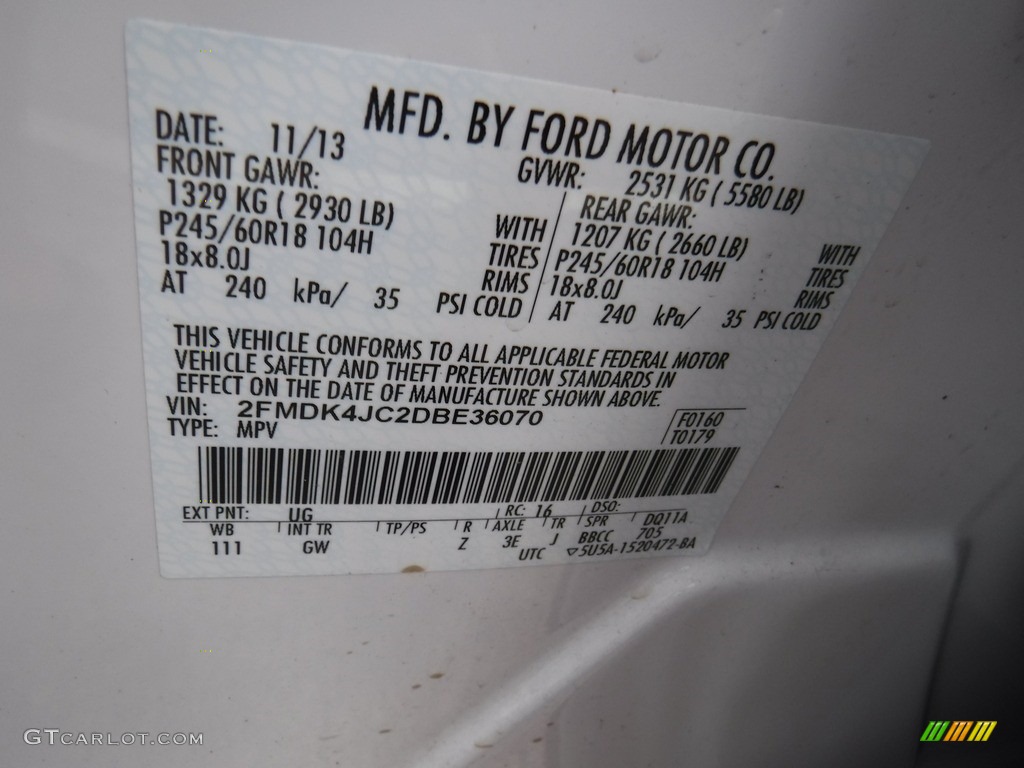 MFD. BY FORD MOTOR CO.
DATE: 11/13 GVWR: 2531 KG ( 5580 LB)
FRONT GAWR: REAR GAWR:
1329 KG ( 2930 LB) WITH 1207 KG ( 2660 LB) WITH
P245/60R18 104H TIRES P245/60R18 104H TIRES
18x8.0J RIMS 18x8.0J RIMS
AT 240 kPa/ 35 PSI COLD AT 240 kPa/ 35 PSI COLD
THIS VEHICLE CONFORMS TO ALL APPLICABLE FEDERAL MOTOR
VEHICLE SAFETY AND THEFT PREVENTION STANDARDS IN
EFFECT ON THE DATE OF MANUFACTURE SHOWN ABOVE.
VIN: 2FMDK4JC2DBE36070 F0160
TYPE: MPV T0179
EXT PNT: UG RC: 16 DSO:
WB INT TR TP/PS R AXLE TR SPR DQ11A
111 GW Z 3E J BBCC 705
UTC ▽5U5A-1520472-BA
GTCARLOT.COM